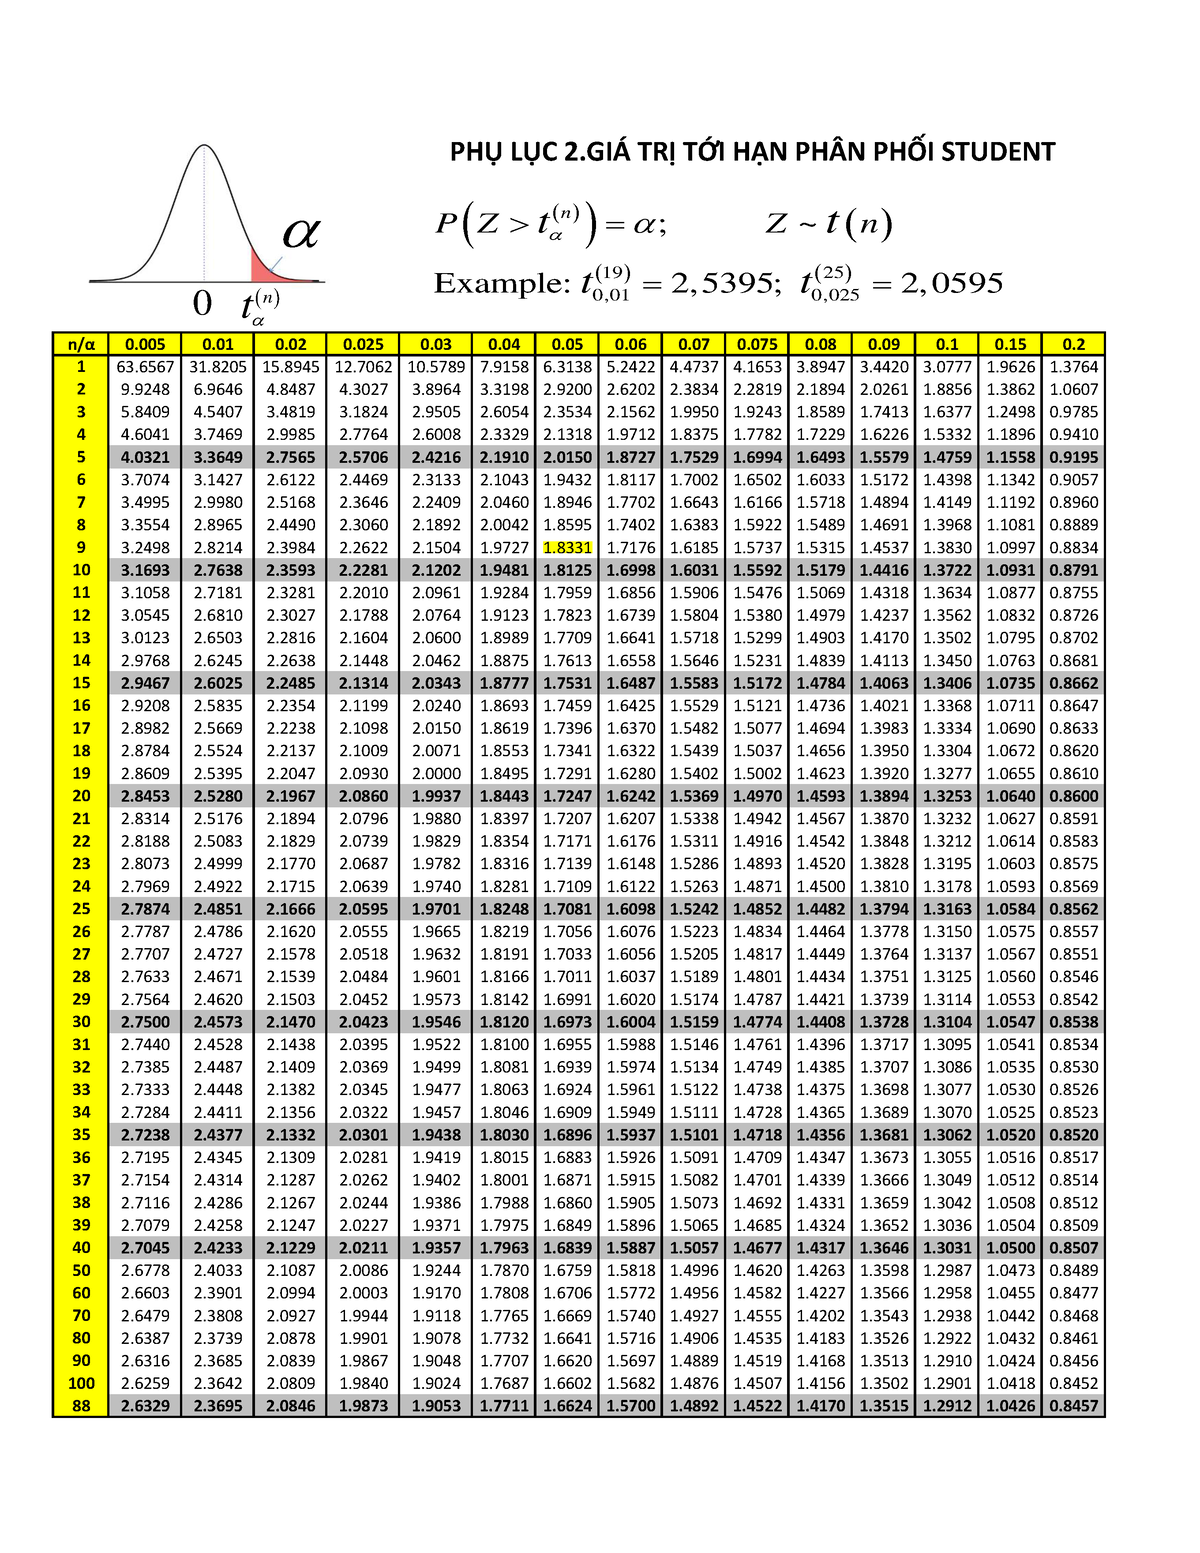 PHỤ LỤC 2.GIÁ TRỊ TỚI HẠN PHÂN PHỐI STUDENT
P(Z > t_α^(n)) = α; Z ~ t(n)
Example: t_0,01^(19) = 2,5395; t_0,025^(25) = 2,0595
α
0 t_α^(n)
n/α 0.005 0.01 0.02 0.025 0.03 0.04 0.05 0.06 0.07 0.075 0.08 0.09 0.1 0.15 0.2
1 63.6567 31.8205 15.8945 12.7062 10.5789 7.9158 6.3138 5.2422 4.4737 4.1653 3.8947 3.4420 3.0777 1.9626 1.3764
2 9.9248 6.9646 4.8487 4.3027 3.8964 3.3198 2.9200 2.6202 2.3834 2.2819 2.1894 2.0261 1.8856 1.3862 1.0607
3 5.8409 4.5407 3.4819 3.1824 2.9505 2.6054 2.3534 2.1562 1.9950 1.9243 1.8589 1.7413 1.6377 1.2498 0.9785
4 4.6041 3.7469 2.9985 2.7764 2.6008 2.3329 2.1318 1.9712 1.8375 1.7782 1.7229 1.6226 1.5332 1.1896 0.9410
5 4.0321 3.3649 2.7565 2.5706 2.4216 2.1910 2.0150 1.8727 1.7529 1.6994 1.6493 1.5579 1.4759 1.1558 0.9195
6 3.7074 3.1427 2.6122 2.4469 2.3133 2.1043 1.9432 1.8117 1.7002 1.6502 1.6033 1.5172 1.4398 1.1342 0.9057
7 3.4995 2.9980 2.5168 2.3646 2.2409 2.0460 1.8946 1.7702 1.6643 1.6166 1.5718 1.4894 1.4149 1.1192 0.8960
8 3.3554 2.8965 2.4490 2.3060 2.1892 2.0042 1.8595 1.7402 1.6383 1.5922 1.5489 1.4691 1.3968 1.1081 0.8889
9 3.2498 2.8214 2.3984 2.2622 2.1504 1.9727 1.8331 1.7176 1.6185 1.5737 1.5315 1.4537 1.3830 1.0997 0.8834
10 3.1693 2.7638 2.3593 2.2281 2.1202 1.9481 1.8125 1.6998 1.6031 1.5592 1.5179 1.4416 1.3722 1.0931 0.8791
11 3.1058 2.7181 2.3281 2.2010 2.0961 1.9284 1.7959 1.6856 1.5906 1.5476 1.5069 1.4318 1.3634 1.0877 0.8755
12 3.0545 2.6810 2.3027 2.1788 2.0764 1.9123 1.7823 1.6739 1.5804 1.5380 1.4979 1.4237 1.3562 1.0832 0.8726
13 3.0123 2.6503 2.2816 2.1604 2.0600 1.8989 1.7709 1.6641 1.5718 1.5299 1.4903 1.4170 1.3502 1.0795 0.8702
14 2.9768 2.6245 2.2638 2.1448 2.0462 1.8875 1.7613 1.6558 1.5646 1.5231 1.4839 1.4113 1.3450 1.0763 0.8681
15 2.9467 2.6025 2.2485 2.1314 2.0343 1.8777 1.7531 1.6487 1.5583 1.5172 1.4784 1.4063 1.3406 1.0735 0.8662
16 2.9208 2.5835 2.2354 2.1199 2.0240 1.8693 1.7459 1.6425 1.5529 1.5121 1.4736 1.4021 1.3368 1.0711 0.8647
17 2.8982 2.5669 2.2238 2.1098 2.0150 1.8619 1.7396 1.6370 1.5482 1.5077 1.4694 1.3983 1.3334 1.0690 0.8633
18 2.8784 2.5524 2.2137 2.1009 2.0071 1.8553 1.7341 1.6322 1.5439 1.5037 1.4656 1.3950 1.3304 1.0672 0.8620
19 2.8609 2.5395 2.2047 2.0930 2.0000 1.8495 1.7291 1.6280 1.5402 1.5002 1.4623 1.3920 1.3277 1.0655 0.8610
20 2.8453 2.5280 2.1967 2.0860 1.9937 1.8443 1.7247 1.6242 1.5369 1.4970 1.4593 1.3894 1.3253 1.0640 0.8600
21 2.8314 2.5176 2.1894 2.0796 1.9880 1.8397 1.7207 1.6207 1.5338 1.4942 1.4567 1.3870 1.3232 1.0627 0.8591
22 2.8188 2.5083 2.1829 2.0739 1.9829 1.8354 1.7171 1.6176 1.5311 1.4916 1.4542 1.3848 1.3212 1.0614 0.8583
23 2.8073 2.4999 2.1770 2.0687 1.9782 1.8316 1.7139 1.6148 1.5286 1.4893 1.4520 1.3828 1.3195 1.0603 0.8575
24 2.7969 2.4922 2.1715 2.0639 1.9740 1.8281 1.7109 1.6122 1.5263 1.4871 1.4500 1.3810 1.3178 1.0593 0.8569
25 2.7874 2.4851 2.1666 2.0595 1.9701 1.8248 1.7081 1.6098 1.5242 1.4852 1.4482 1.3794 1.3163 1.0584 0.8562
26 2.7787 2.4786 2.1620 2.0555 1.9665 1.8219 1.7056 1.6076 1.5223 1.4834 1.4464 1.3778 1.3150 1.0575 0.8557
27 2.7707 2.4727 2.1578 2.0518 1.9632 1.8191 1.7033 1.6056 1.5205 1.4817 1.4449 1.3764 1.3137 1.0567 0.8551
28 2.7633 2.4671 2.1539 2.0484 1.9601 1.8166 1.7011 1.6037 1.5189 1.4801 1.4434 1.3751 1.3125 1.0560 0.8546
29 2.7564 2.4620 2.1503 2.0452 1.9573 1.8142 1.6991 1.6020 1.5174 1.4787 1.4421 1.3739 1.3114 1.0553 0.8542
30 2.7500 2.4573 2.1470 2.0423 1.9546 1.8120 1.6973 1.6004 1.5159 1.4774 1.4408 1.3728 1.3104 1.0547 0.8538
31 2.7440 2.4528 2.1438 2.0395 1.9522 1.8100 1.6955 1.5988 1.5146 1.4761 1.4396 1.3717 1.3095 1.0541 0.8534
32 2.7385 2.4487 2.1409 2.0369 1.9499 1.8081 1.6939 1.5974 1.5134 1.4749 1.4385 1.3707 1.3086 1.0535 0.8530
33 2.7333 2.4448 2.1382 2.0345 1.9477 1.8063 1.6924 1.5961 1.5122 1.4738 1.4375 1.3698 1.3077 1.0530 0.8526
34 2.7284 2.4411 2.1356 2.0322 1.9457 1.8046 1.6909 1.5949 1.5111 1.4728 1.4365 1.3689 1.3070 1.0525 0.8523
35 2.7238 2.4377 2.1332 2.0301 1.9438 1.8030 1.6896 1.5937 1.5101 1.4718 1.4356 1.3681 1.3062 1.0520 0.8520
36 2.7195 2.4345 2.1309 2.0281 1.9419 1.8015 1.6883 1.5926 1.5091 1.4709 1.4347 1.3673 1.3055 1.0516 0.8517
37 2.7154 2.4314 2.1287 2.0262 1.9402 1.8001 1.6871 1.5915 1.5082 1.4701 1.4339 1.3666 1.3049 1.0512 0.8514
38 2.7116 2.4286 2.1267 2.0244 1.9386 1.7988 1.6860 1.5905 1.5073 1.4692 1.4331 1.3659 1.3042 1.0508 0.8512
39 2.7079 2.4258 2.1247 2.0227 1.9371 1.7975 1.6849 1.5896 1.5065 1.4685 1.4324 1.3652 1.3036 1.0504 0.8509
40 2.7045 2.4233 2.1229 2.0211 1.9357 1.7963 1.6839 1.5887 1.5057 1.4677 1.4317 1.3646 1.3031 1.0500 0.8507
50 2.6778 2.4033 2.1087 2.0086 1.9244 1.7870 1.6759 1.5818 1.4996 1.4620 1.4263 1.3598 1.2987 1.0473 0.8489
60 2.6603 2.3901 2.0994 2.0003 1.9170 1.7808 1.6706 1.5772 1.4956 1.4582 1.4227 1.3566 1.2958 1.0455 0.8477
70 2.6479 2.3808 2.0927 1.9944 1.9118 1.7765 1.6669 1.5740 1.4927 1.4555 1.4202 1.3543 1.2938 1.0442 0.8468
80 2.6387 2.3739 2.0878 1.9901 1.9078 1.7732 1.6641 1.5716 1.4906 1.4535 1.4183 1.3526 1.2922 1.0432 0.8461
90 2.6316 2.3685 2.0839 1.9867 1.9048 1.7707 1.6620 1.5697 1.4889 1.4519 1.4168 1.3513 1.2910 1.0424 0.8456
100 2.6259 2.3642 2.0809 1.9840 1.9024 1.7687 1.6602 1.5682 1.4876 1.4507 1.4156 1.3502 1.2901 1.0418 0.8452
88 2.6329 2.3695 2.0846 1.9873 1.9053 1.7711 1.6624 1.5700 1.4892 1.4522 1.4170 1.3515 1.2912 1.0426 0.8457